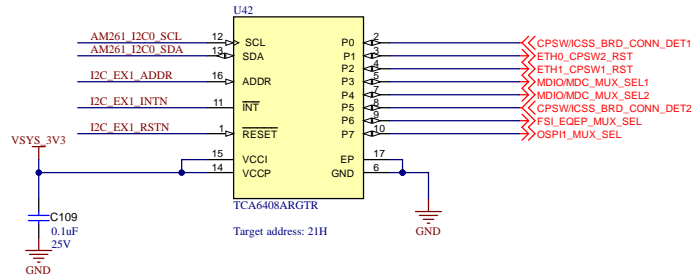 U42
AM261_I2C0_SCL 12 SCL P0 2 CPSW/ICSS_BRD_CONN_DET1
AM261_I2C0_SDA 13 SDA P1 3 ETH0_CPSW2_RST
P2 4 ETH1_CPSW1_RST
I2C_EX1_ADDR 16 ADDR P3 5 MDIO/MDC_MUX_SEL1
P4 7 MDIO/MDC_MUX_SEL2
I2C_EX1_INTN 11 INT P5 8 CPSW/ICSS_BRD_CONN_DET2
P6 9 FSI_EQEP_MUX_SEL
I2C_EX1_RSTN 1 RESET P7 10 OSPI1_MUX_SEL
VSYS_3V3
15 VCCI EP 17
14 VCCP GND 6
TCA6408ARGTR
C109
0.1uF
25V
Target address: 21H
GND
GND